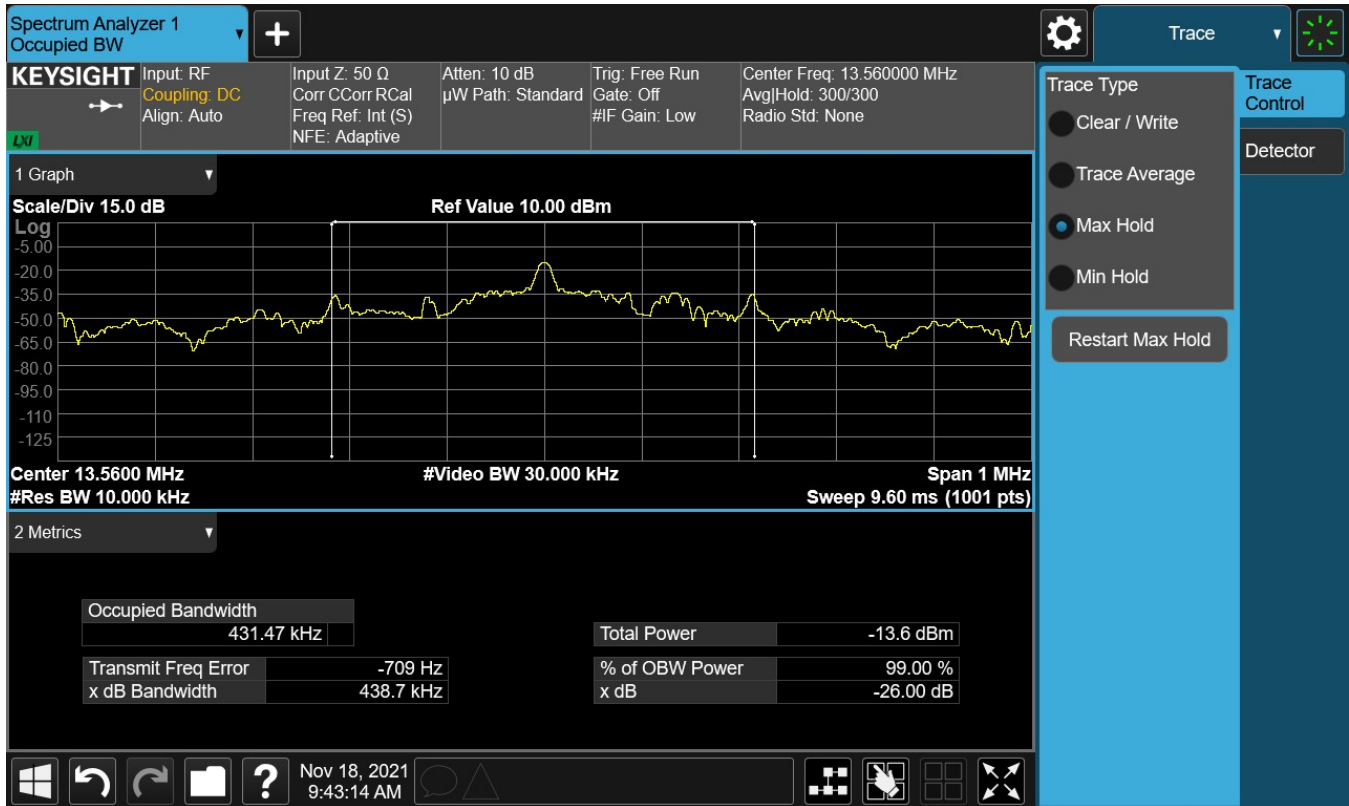 Spectrum Analyzer 1
Occupied BW
+
Trace
KEYSIGHT
LXI
Input: RF
Coupling: DC
Align: Auto
Input Z: 50 Ω
Corr CCorr RCal
Freq Ref: Int (S)
NFE: Adaptive
Atten: 10 dB
µW Path: Standard
Trig: Free Run
Gate: Off
#IF Gain: Low
Center Freq: 13.560000 MHz
Avg|Hold: 300/300
Radio Std: None
Trace Type
Clear / Write
Trace Average
Max Hold
Min Hold
Restart Max Hold
Trace
Control
Detector
1 Graph
Scale/Div 15.0 dB
Ref Value 10.00 dBm
Log
-5.00
-20.0
-35.0
-50.0
-65.0
-80.0
-95.0
-110
-125
Center 13.5600 MHz
#Video BW 30.000 kHz
Span 1 MHz
#Res BW 10.000 kHz
Sweep 9.60 ms (1001 pts)
2 Metrics
Occupied Bandwidth
431.47 kHz
Total Power -13.6 dBm
Transmit Freq Error -709 Hz
% of OBW Power 99.00 %
x dB Bandwidth 438.7 kHz
x dB -26.00 dB
?
Nov 18, 2021
9:43:14 AM